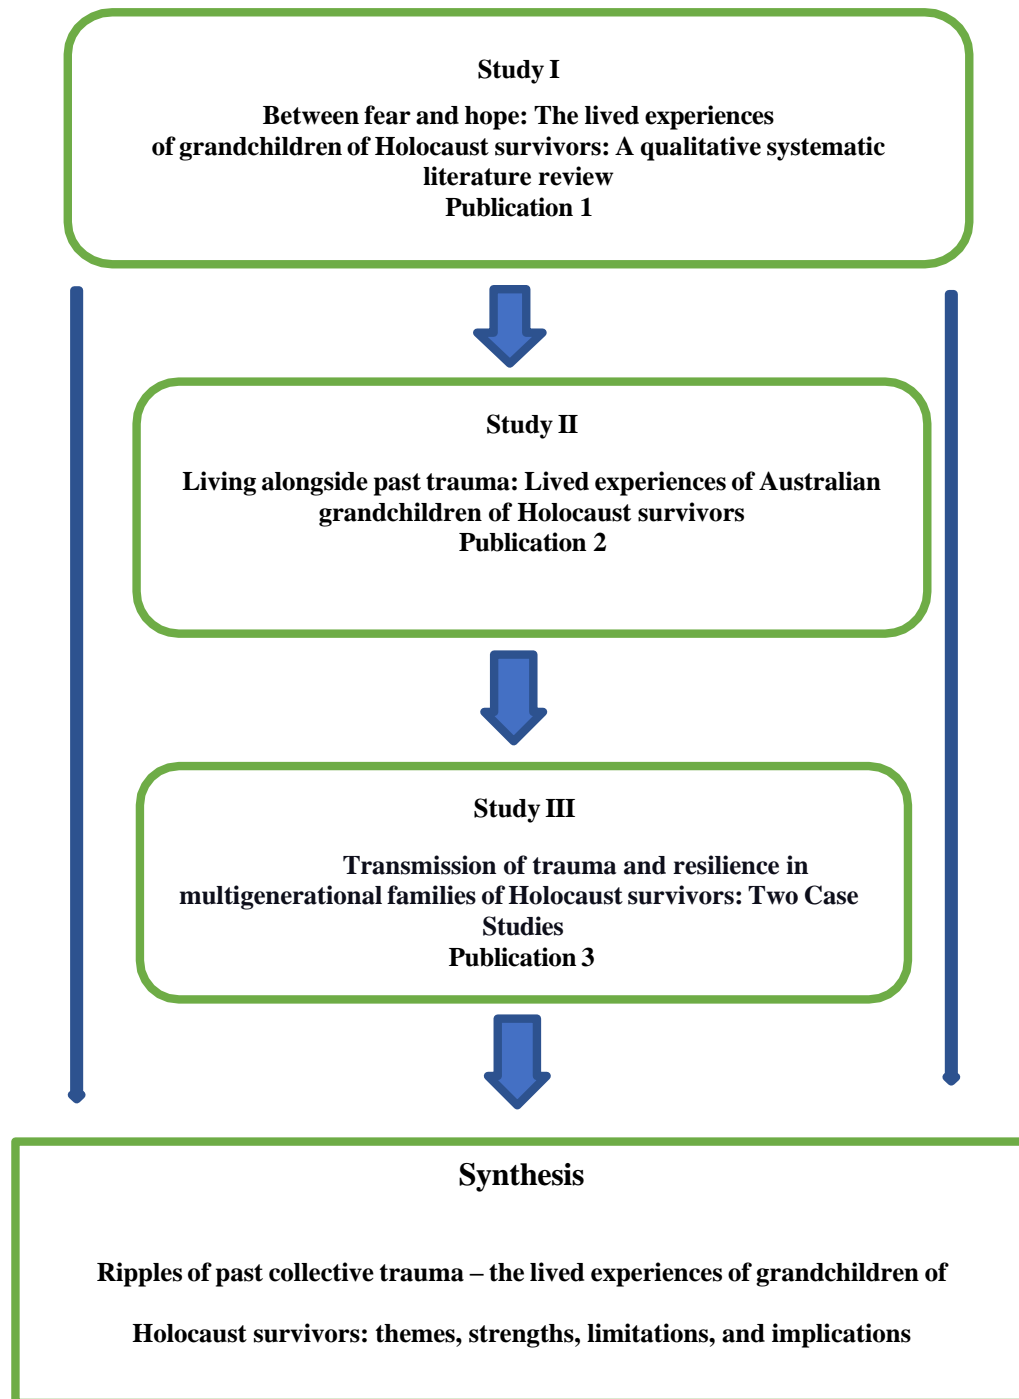 Study I
Between fear and hope: The lived experiences
of grandchildren of Holocaust survivors: A qualitative systematic
literature review
Publication 1
Study II
Living alongside past trauma: Lived experiences of Australian
grandchildren of Holocaust survivors
Publication 2
Study III
Transmission of trauma and resilience in
multigenerational families of Holocaust survivors: Two Case
Studies
Publication 3
Synthesis
Ripples of past collective trauma – the lived experiences of grandchildren of
Holocaust survivors: themes, strengths, limitations, and implications